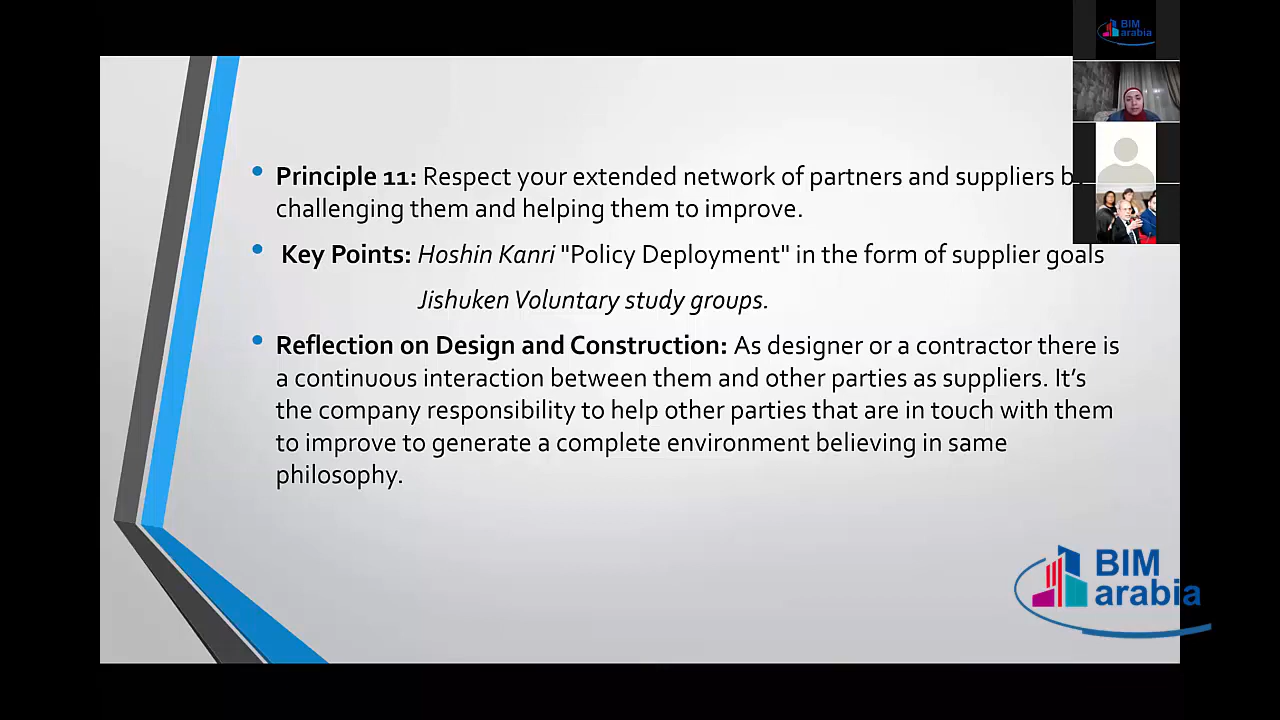 BIM
arabia
Principle 11: Respect your extended network of partners and suppliers
challenging them and helping them to improve.
Key Points: Hoshin Kanri "Policy Deployment" in the form of supplier goals
Jishuken Voluntary study groups.
Reflection on Design and Construction: As designer or a contractor there is
a continuous interaction between them and other parties as suppliers. It’s
the company responsibility to help other parties that are in touch with them
to improve to generate a complete environment believing in same
philosophy.
BIM
arabia